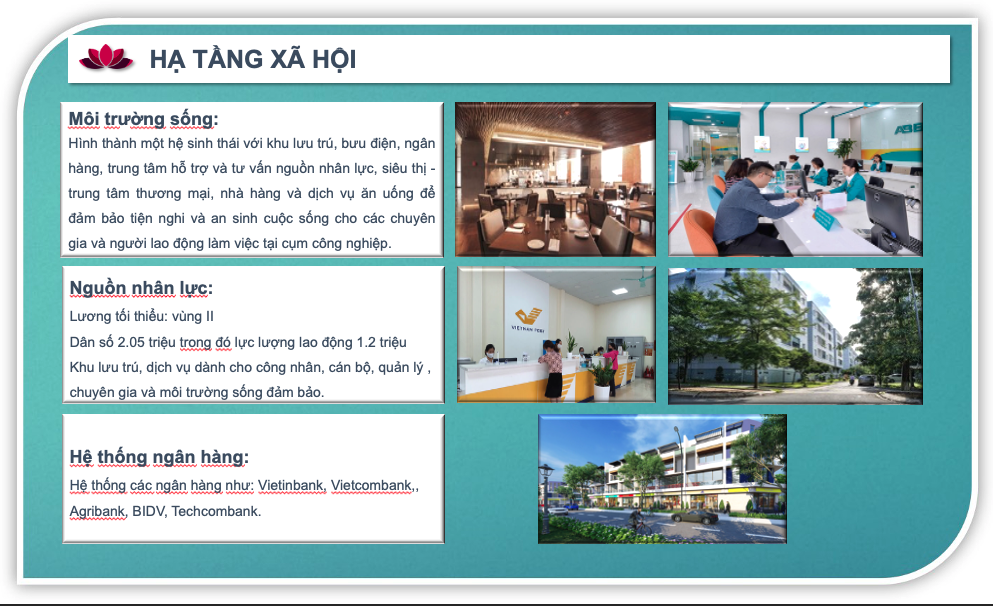 HẠ TẦNG XÃ HỘI
Môi trường sống:
Hình thành một hệ sinh thái với khu lưu trú, bưu điện, ngân
hàng, trung tâm hỗ trợ và tư vấn nguồn nhân lực, siêu thị -
trung tâm thương mại, nhà hàng và dịch vụ ăn uống để
đảm bảo tiện nghi và an sinh cuộc sống cho các chuyên
gia và người lao động làm việc tại cụm công nghiệp.
ABB
Nguồn nhân lực:
Lương tối thiểu: vùng II
Dân số 2.05 triệu trong đó lực lượng lao động 1.2 triệu
Khu lưu trú, dịch vụ dành cho công nhân, cán bộ, quản lý ,
chuyên gia và môi trường sống đảm bảo.
VIETNAM POST
Hệ thống ngân hàng:
Hệ thống các ngân hàng như: Vietinbank, Vietcombank,,
Agribank, BIDV, Techcombank.